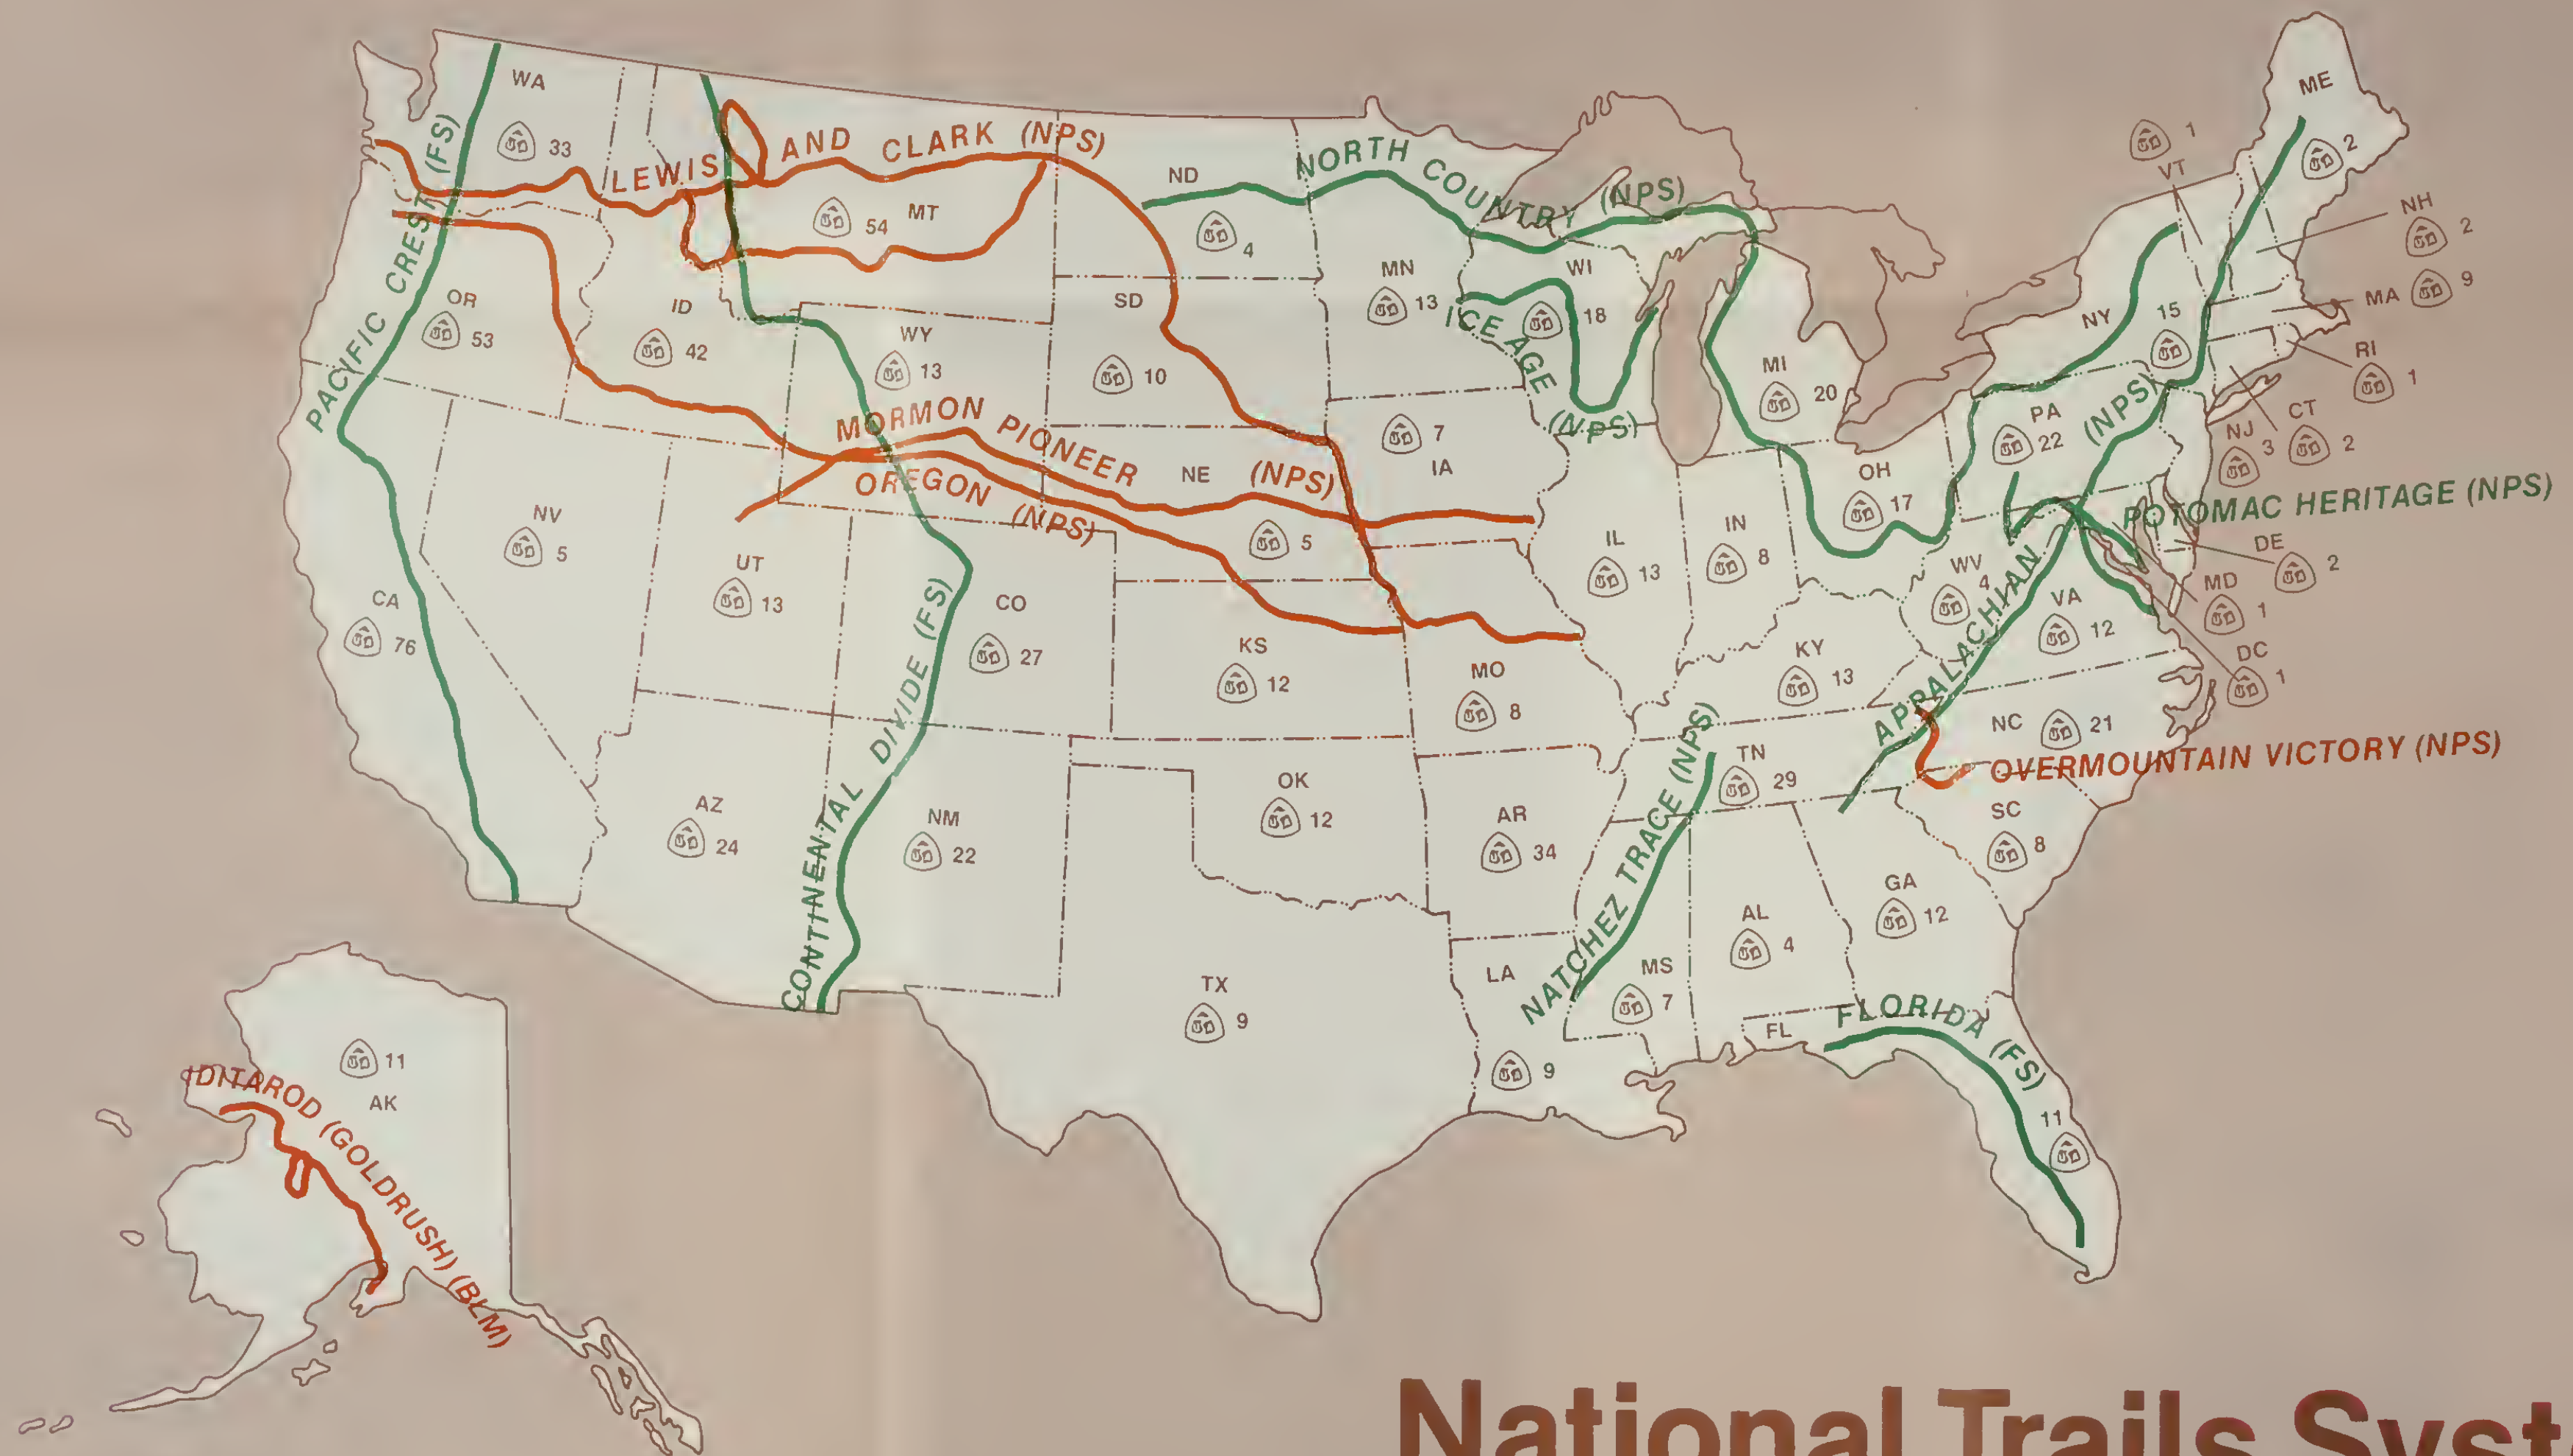 WA
33
PACIFIC CREST (FS)
LEWIS AND CLARK (NPS)
MT
54
ND
4
NORTH COUNTRY (NPS)
MN
13
WI
18
ICE AGE (NPS)
MI
20
ME
2
1
VT
NH
2
MA
9
RI
1
CT
2
NJ
3
NY
15
PA
22
(NPS)
POTOMAC HERITAGE (NPS)
DE
2
MD
1
DC
1
OR
53
ID
42
WY
13
SD
10
7
IA
MORMON PIONEER (NPS)
OREGON (NPS)
NE
5
OH
17
IN
8
IL
13
WV
4
VA
12
APPALACHIAN
NV
5
UT
13
CO
27
CONTINENTAL DIVIDE (FS)
KS
12
MO
8
KY
13
CA
76
AZ
24
NM
22
OK
12
AR
34
TN
29
NC
21
OVERMOUNTAIN VICTORY (NPS)
SC
8
NATCHEZ TRACE (NPS)
MS
7
AL
4
GA
12
TX
9
LA
9
FL
FLORIDA (FS)
11
11
AK
IDITAROD (GOLDRUSH) (BLM)
National Trails Syst